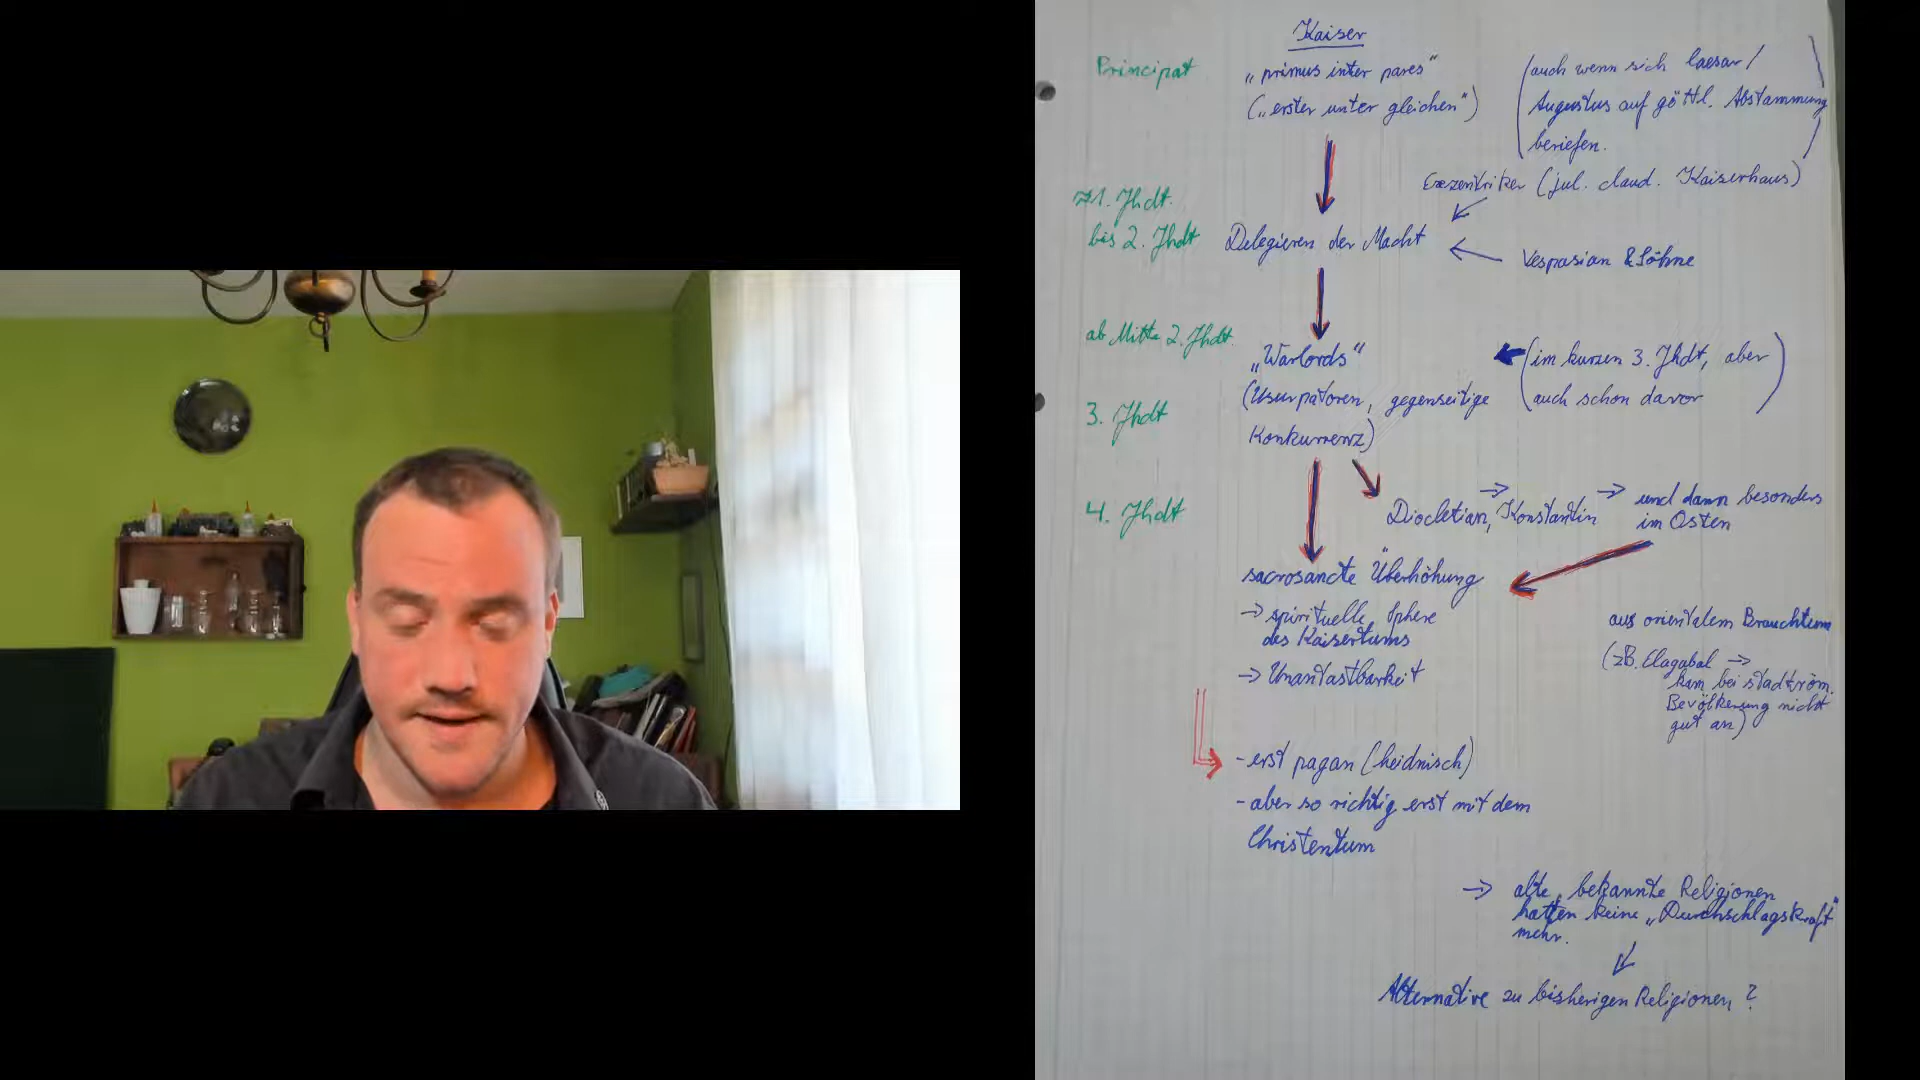 Kaiser
Principat
„primus inter pares“
(„erster unter gleichen“)
(auch wenn sich Caesar /
Augustus auf göttl. Abstammung
beriefen.)
Exzentriker (jul. claud. Kaiserhaus)
1. Jhdt.
bis 2. Jhdt
Delegieren der Macht
Vespasian & Söhne
ab Mitte 2. Jhdt.
„Warlords“
(im kurzen 3. Jhdt, aber
(Usurpatoren, gegenseitige
auch schon davor)
3. Jhdt
Konkurrenz)
4. Jhdt
Diocletian, → Konstantin → und dann besonders
im Osten
sacrosancte Überhöhung
→ spirituelle Sphere
des Kaisertums
→ Unantastbarkeit
aus orientalem Brauchtum
(zB. Elagabal →
kam bei stadtröm.
Bevölkerung nicht
gut an)
- erst pagan (heidnisch)
- aber so richtig erst mit dem
Christentum
→ alte, bekannte Religionen
hatten keine „Durchschlagskraft“
mehr.
Alternative zu bisherigen Religionen?